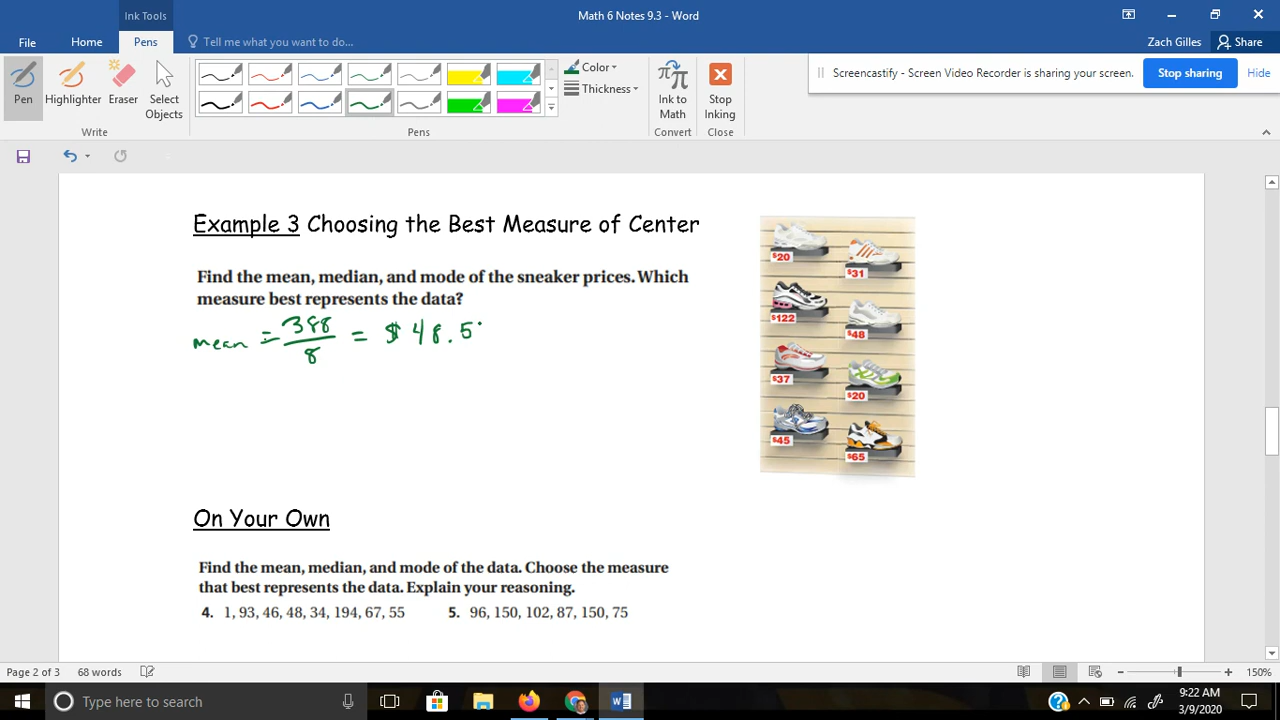 Ink Tools
Math 6 Notes 9.3 - Word
File
Home
Pens
Tell me what you want to do...
Zach Gilles
Share
Pen
Highlighter
Eraser
Select Objects
Color
Thickness
Ink to Math
Stop Inking
Screencastify - Screen Video Recorder is sharing your screen.
Stop sharing
Hide
Write
Pens
Convert
Close
Example 3 Choosing the Best Measure of Center
Find the mean, median, and mode of the sneaker prices. Which
measure best represents the data?
mean = 388/8 = $48.5
$20
$31
$122
$48
$37
$20
$45
$65
On Your Own
Find the mean, median, and mode of the data. Choose the measure
that best represents the data. Explain your reasoning.
4. 1, 93, 46, 48, 34, 194, 67, 55
5. 96, 150, 102, 87, 150, 75
Page 2 of 3
68 words
150%
Type here to search
9:22 AM
3/9/2020